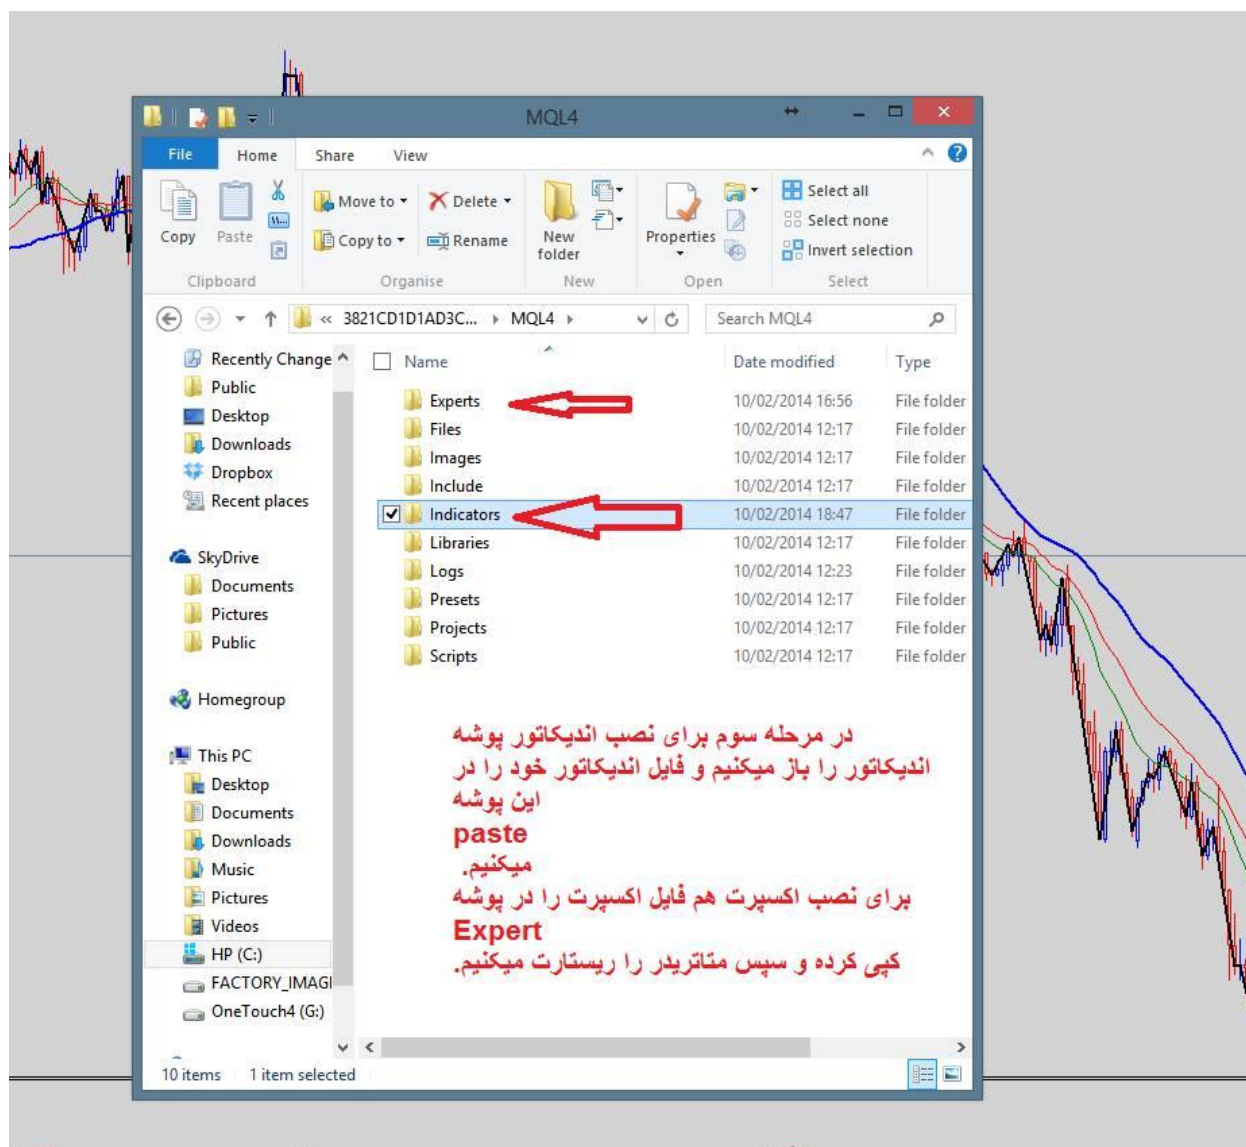 MQL4
File Home Share View
Copy
Paste
Move to
Copy to
Delete
Rename
New folder
Properties
Select all
Select none
Invert selection
Clipboard Organise New Open Select
« 3821CD1D1AD3C... MQL4
Search MQL4
Recently Change
Public
Desktop
Downloads
Dropbox
Recent places
SkyDrive
Documents
Pictures
Public
Homegroup
This PC
Desktop
Documents
Downloads
Music
Pictures
Videos
HP (C:)
FACTORY_IMAG
OneTouch4 (G:)
Name Date modified Type
Experts 10/02/2014 16:56 File folder
Files 10/02/2014 12:17 File folder
Images 10/02/2014 12:17 File folder
Include 10/02/2014 12:17 File folder
Indicators 10/02/2014 18:47 File folder
Libraries 10/02/2014 12:17 File folder
Logs 10/02/2014 12:23 File folder
Presets 10/02/2014 12:17 File folder
Projects 10/02/2014 12:17 File folder
Scripts 10/02/2014 12:17 File folder
در مرحله سوم برای نصب اندیکاتور پوشه
اندیکاتور را باز میکنیم و فایل اندیکاتور خود را در
این پوشه
paste
میکنیم.
برای نصب اکسپرت هم فایل اکسپرت را در پوشه
Expert
کپی کرده و سپس متاتریدر را ریستارت میکنیم.
10 items 1 item selected